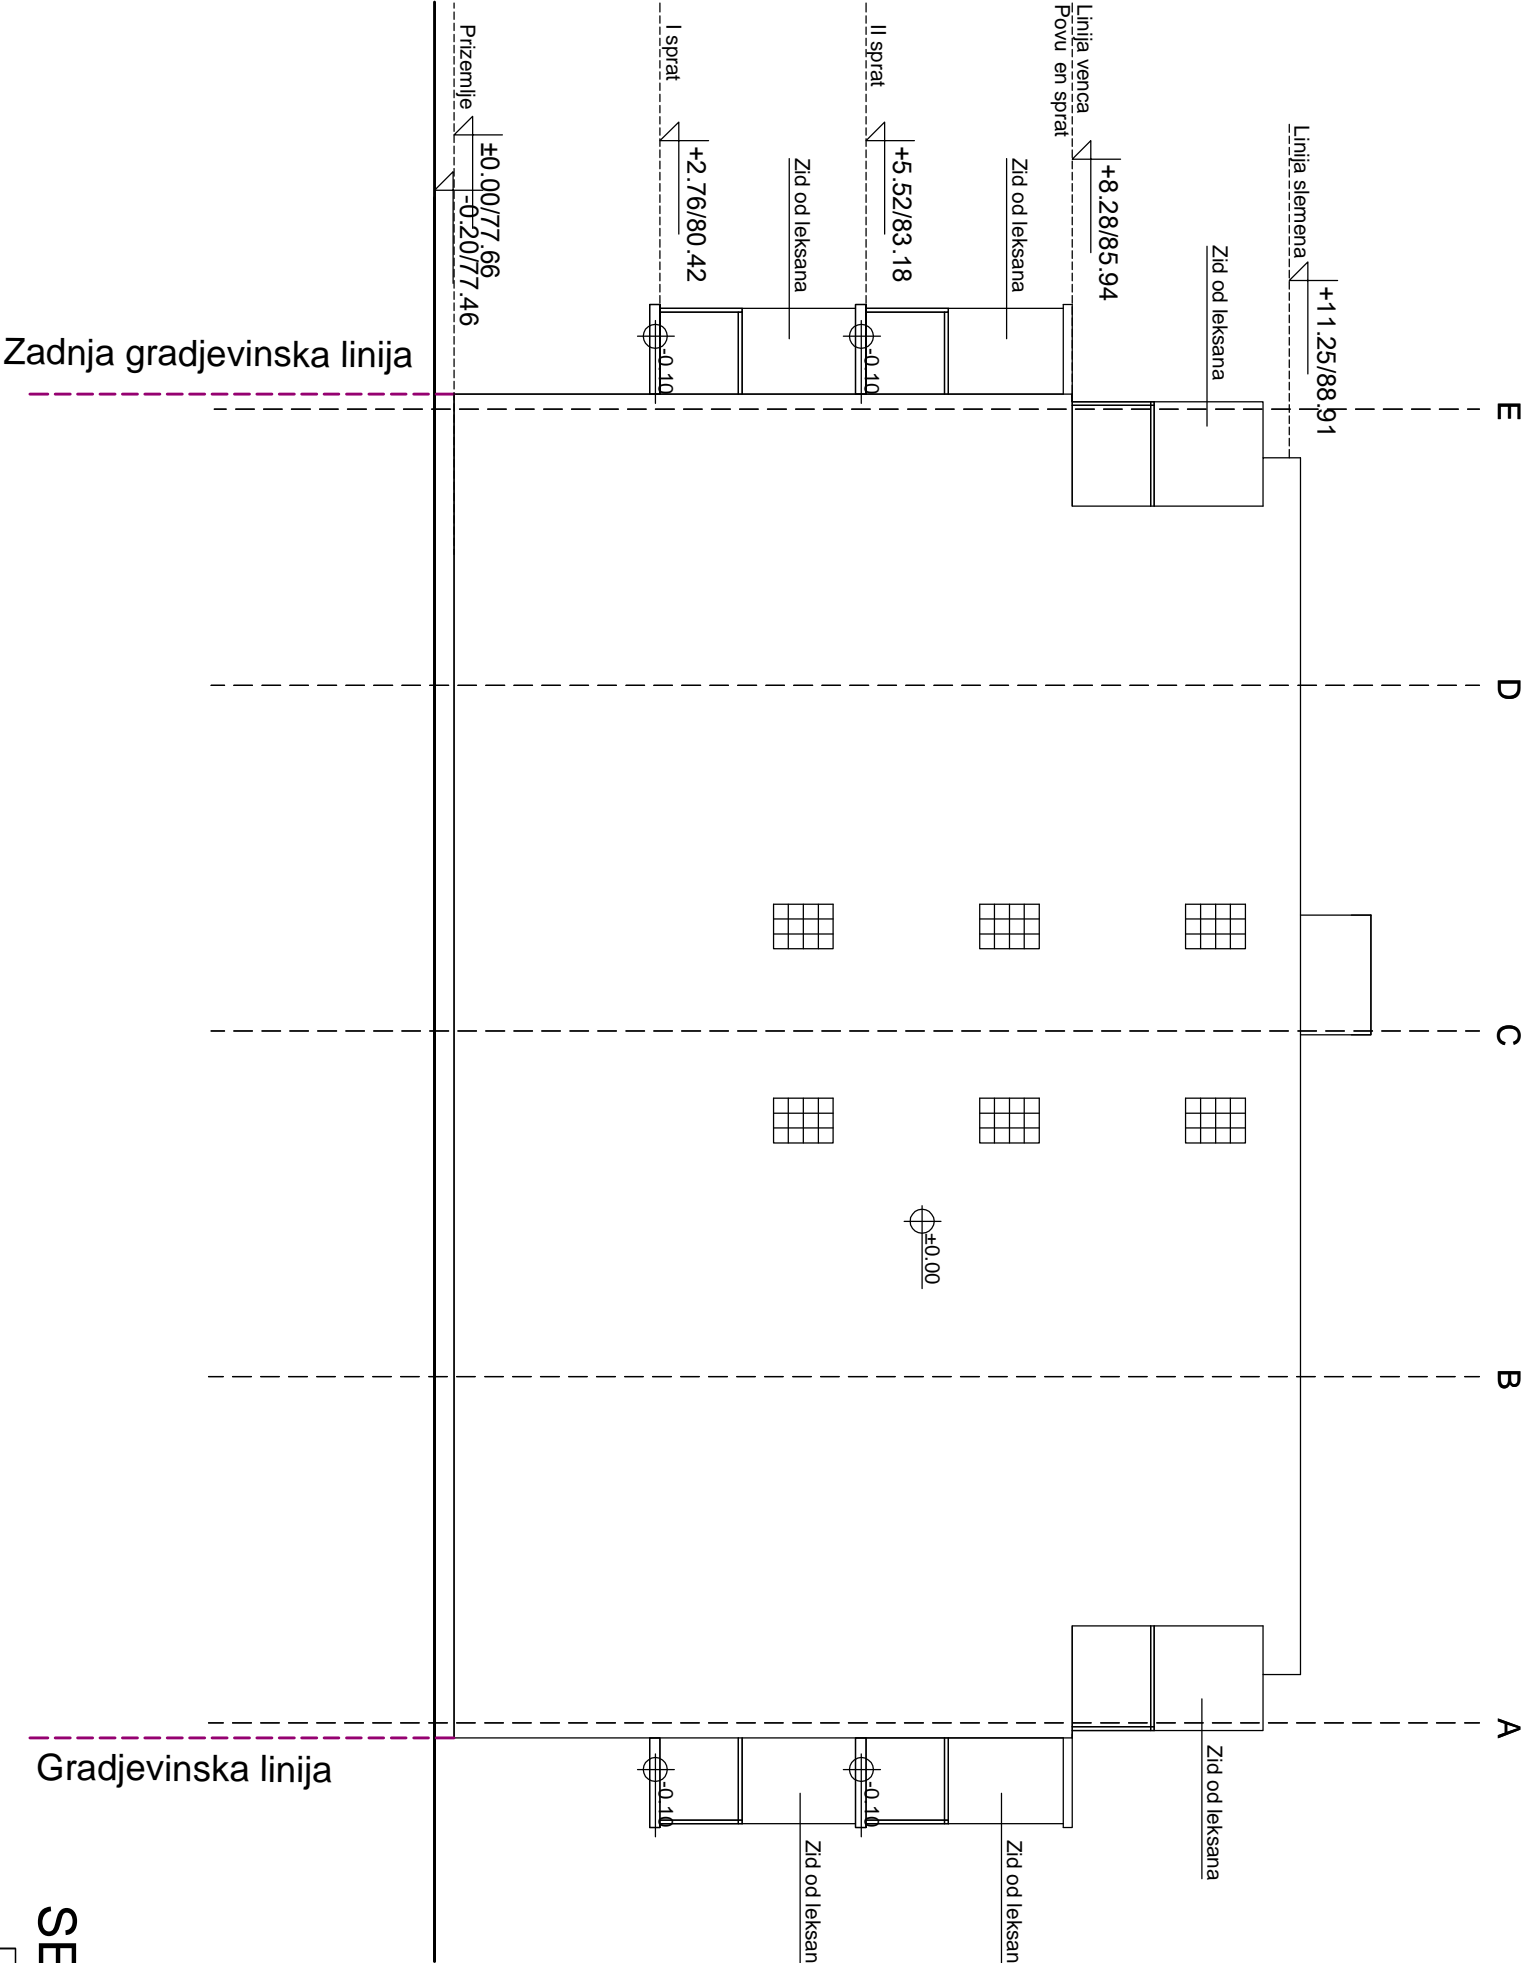 E
D
C
B
A
Linija slemena
+11.25/88.91
Zid od leksana
Linija venca
Povu en sprat
+8.28/85.94
Zid od leksana
II sprat
+5.52/83.18
Zid od leksana
I sprat
+2.76/80.42
Prizemlje
±0.00/77.66
-0.20/77.46
-0.10
-0.10
±0.00
Zid od leksana
Zid od leksan
Zid od leksan
-0.10
-0.10
Zadnja gradjevinska linija
Gradjevinska linija
SE